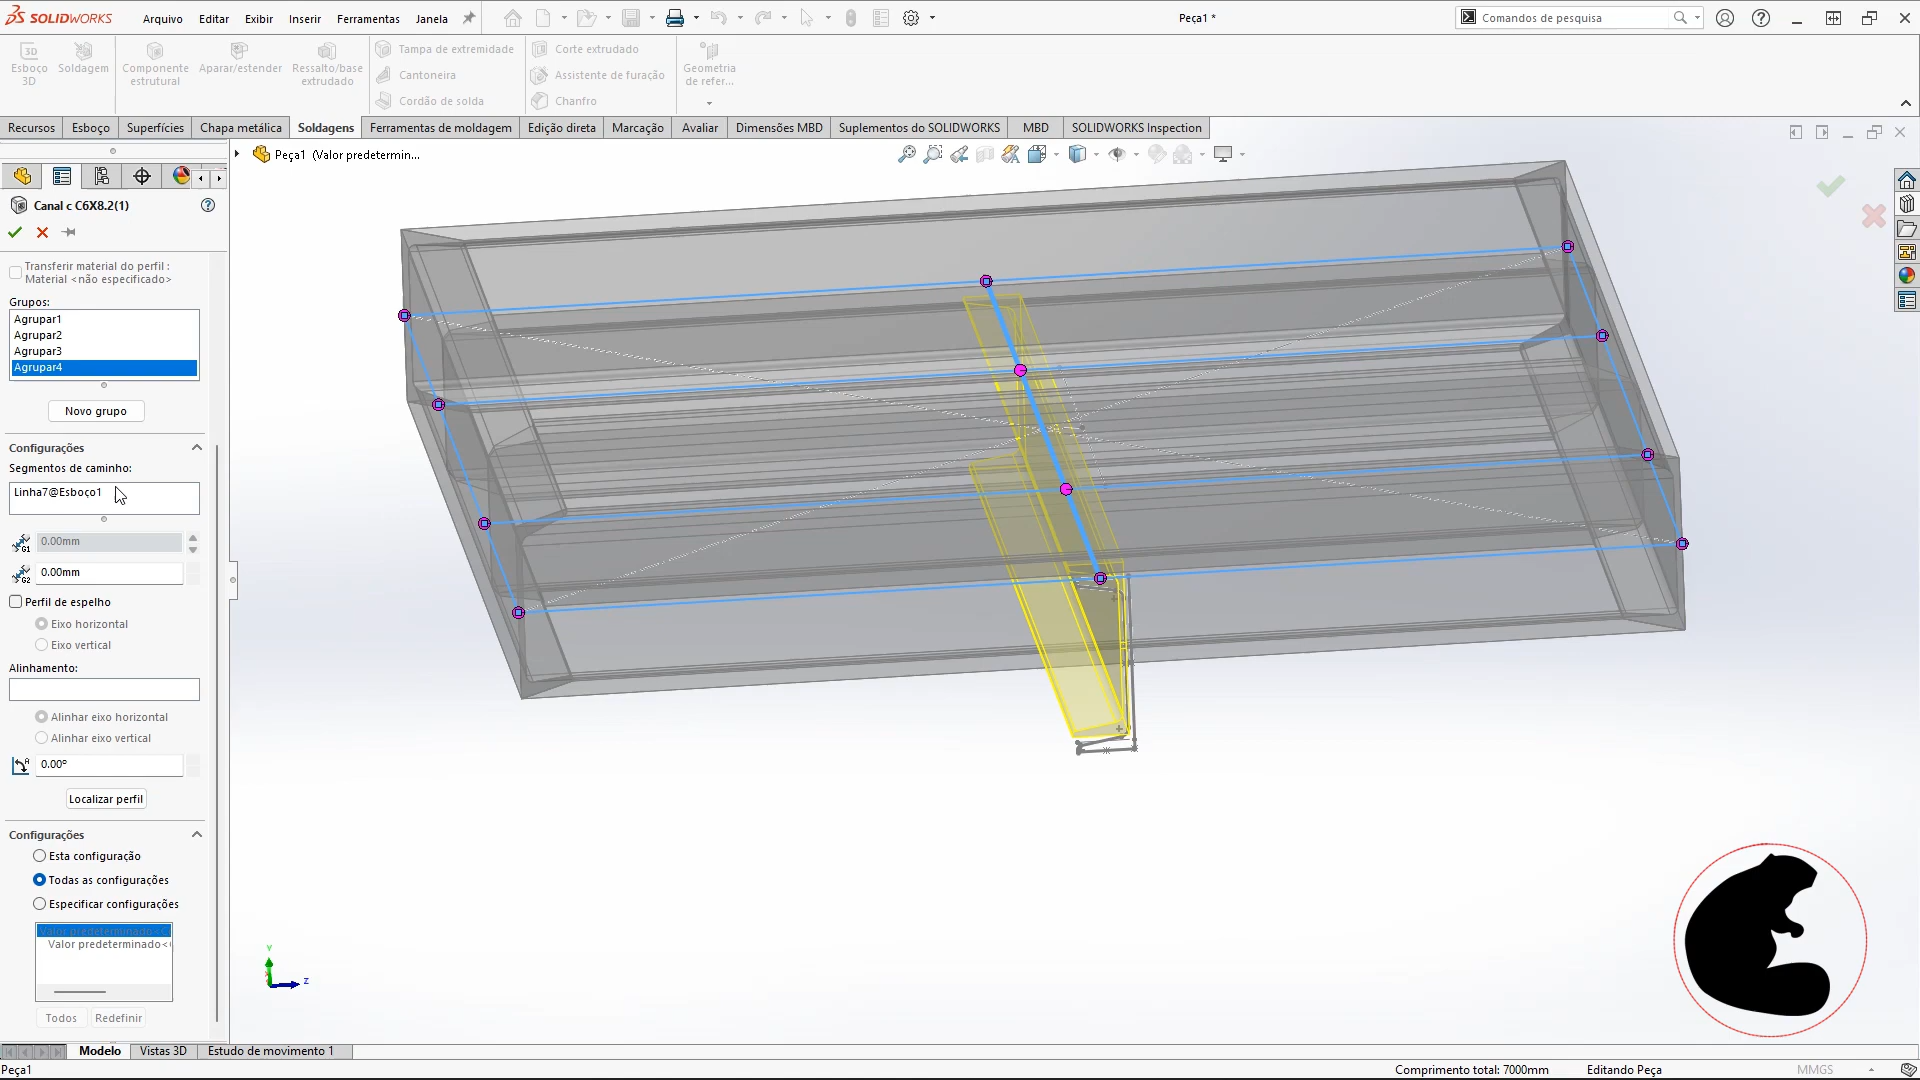 SOLIDWORKS
Arquivo Editar Exibir Inserir Ferramentas Janela
Peça1 *
Comandos de pesquisa
Esboço 3D
Soldagem
Componente estrutural
Aparar/estender
Ressalto/base extrudado
Tampa de extremidade
Cantoneira
Cordão de solda
Corte extrudado
Assistente de furação
Chanfro
Geometria de refer...
Recursos Esboço Superfícies Chapa metálica Soldagens Ferramentas de moldagem Edição direta Marcação Avaliar Dimensões MBD Suplementos do SOLIDWORKS MBD SOLIDWORKS Inspection
Peça1 (Valor predetermin...
Canal c C6X8.2(1)
Transferir material do perfil :
Material <não especificado>
Grupos:
Agrupar1
Agrupar2
Agrupar3
Agrupar4
Novo grupo
Configurações
Segmentos de caminho:
Linha7@Esboço1
G1 0.00mm
G2 0.00mm
Perfil de espelho
Eixo horizontal
Eixo vertical
Alinhamento:
Alinhar eixo horizontal
Alinhar eixo vertical
0.00°
Localizar perfil
Configurações
Esta configuração
Todas as configurações
Especificar configurações
Valor predeterminado<
Valor predeterminado<
Todos Redefinir
Y
Z
Modelo Vistas 3D Estudo de movimento 1
Peça1
Comprimento total: 7000mm Editando Peça MMGS